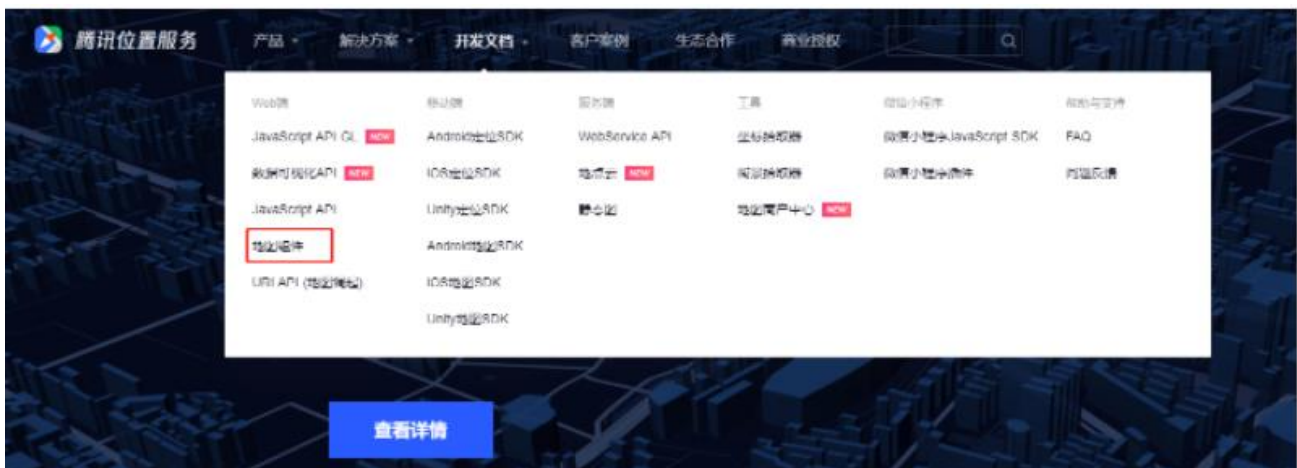 腾讯位置服务 产品 解决方案 开发文档 客户案例 生态合作 商业授权
Web端 移动端 服务端 工具 微信小程序 帮助与支持
JavaScript API GL NEW Android定位SDK WebService API 坐标拾取器 微信小程序JavaScript SDK FAQ
数据可视化API NEW IOS定位SDK 地点云 NEW 街景拾取器 微信小程序插件 问题反馈
JavaScript API Unity定位SDK 静态图 地图资产中心 NEW
地图组件 Android地图SDK
URI API (地图调起) IOS地图SDK
Unity地图SDK
查看详情